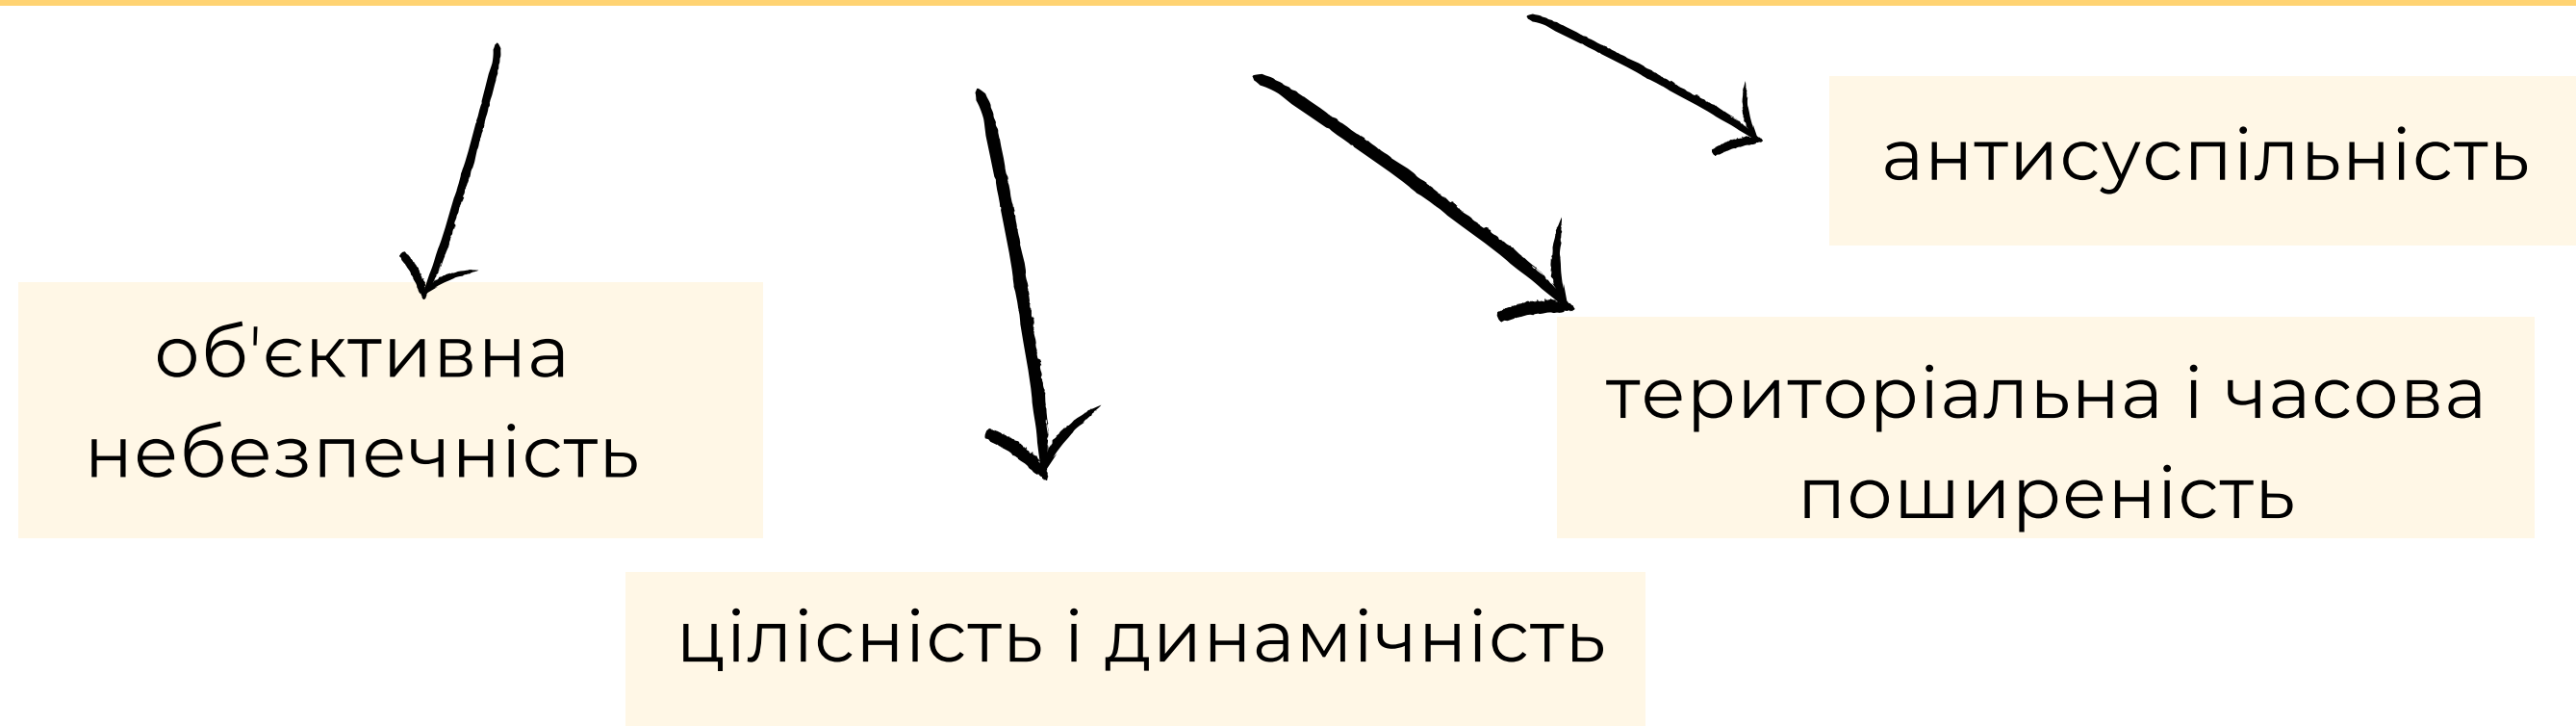 антисуспільність
об'єктивна
небезпечність
територіальна і часова
поширеність
цілісність і динамічність